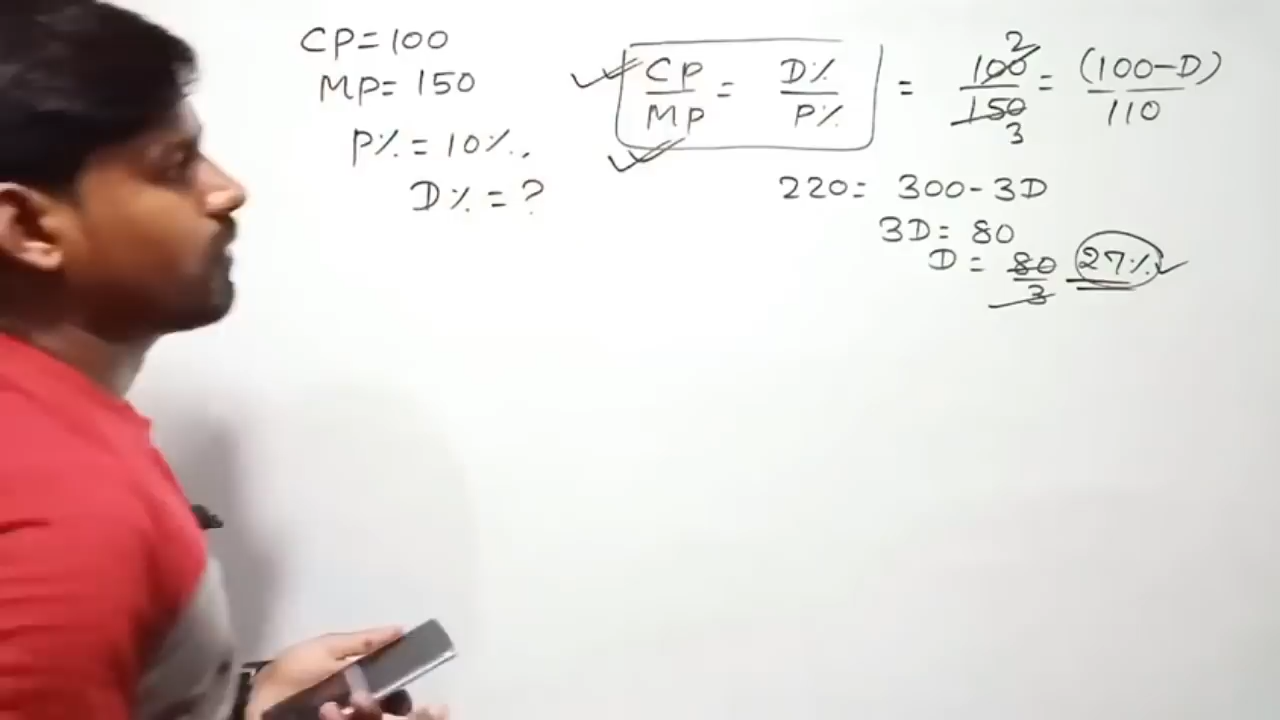 CP=100
MP= 150
P%=10%.
D%=?
CP/MP = D%/P% = 100/150 = (100-D)/110
2
3
220= 300-3D
3D= 80
D = 80/3 27%